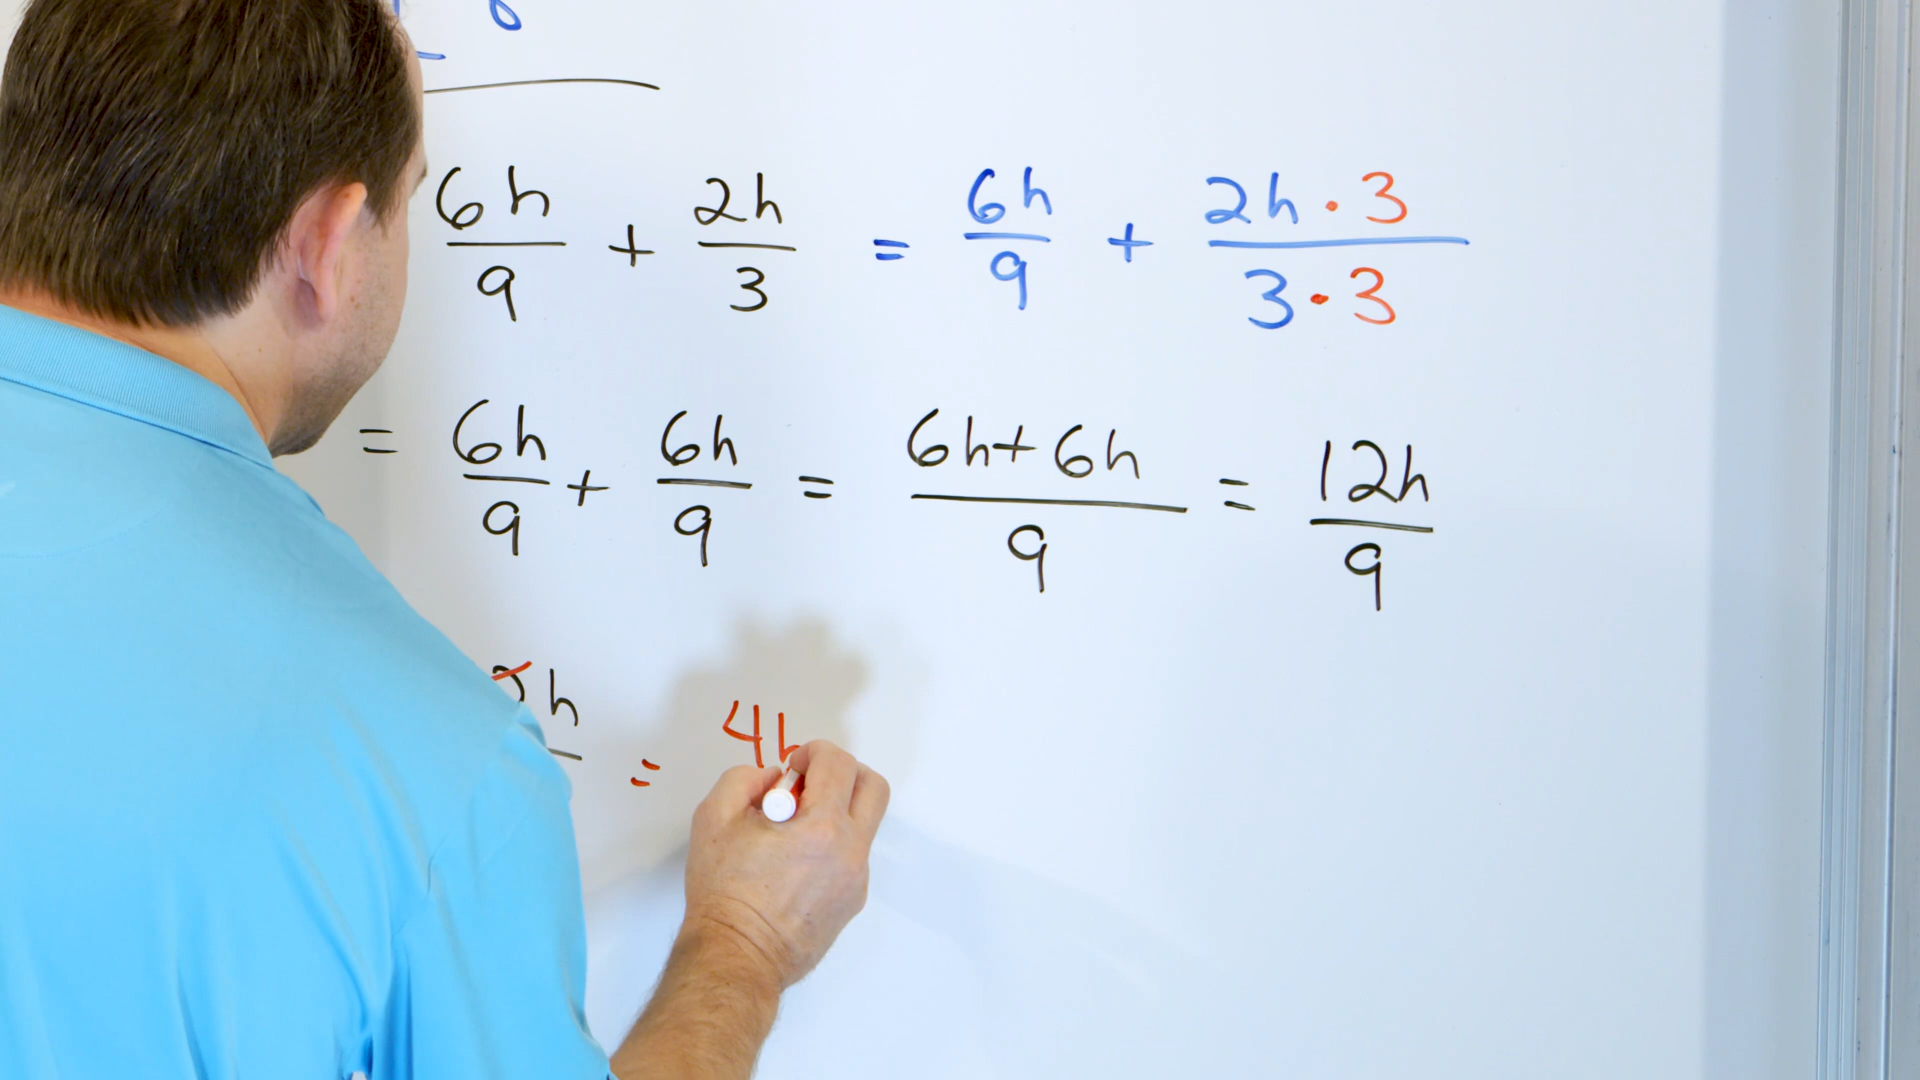 6h/9 + 2h/3 = 6h/9 + 2h·3/3·3
= 6h/9 + 6h/9 = 6h+6h/9 = 12h/9
h = 4h